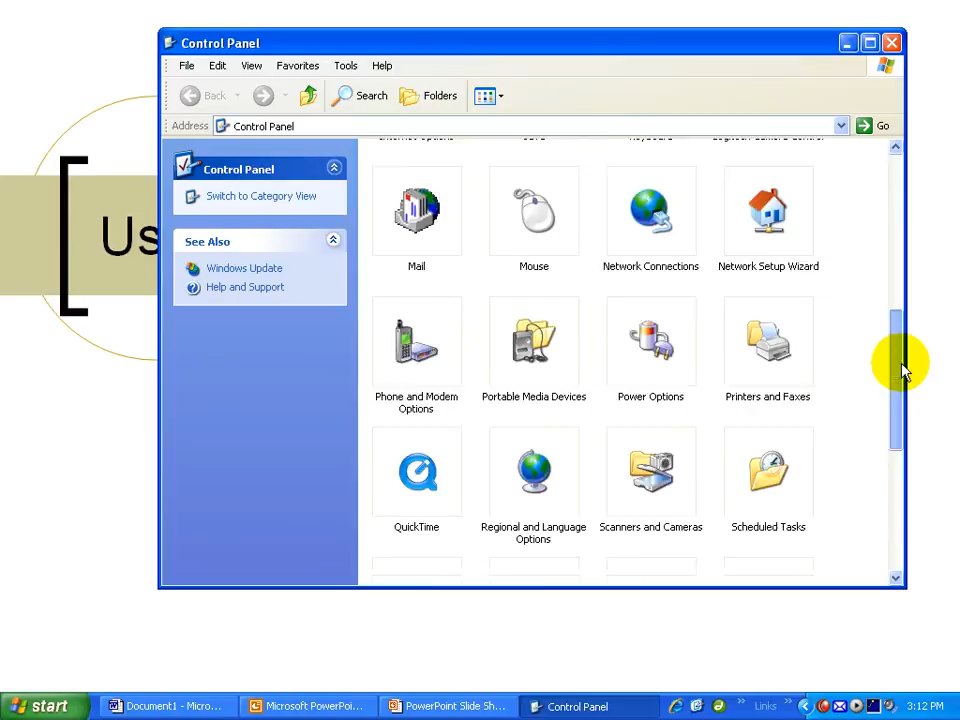 Control Panel
File Edit View Favorites Tools Help
Back Search Folders
Address Control Panel Go
Control Panel
Switch to Category View
See Also
Windows Update
Help and Support
Us
Mail Mouse Network Connections Network Setup Wizard
Phone and Modem Options Portable Media Devices Power Options Printers and Faxes
QuickTime Regional and Language Options Scanners and Cameras Scheduled Tasks
start Document1 - Micro... Microsoft PowerPoi... PowerPoint Slide Sh... Control Panel Links 3:12 PM